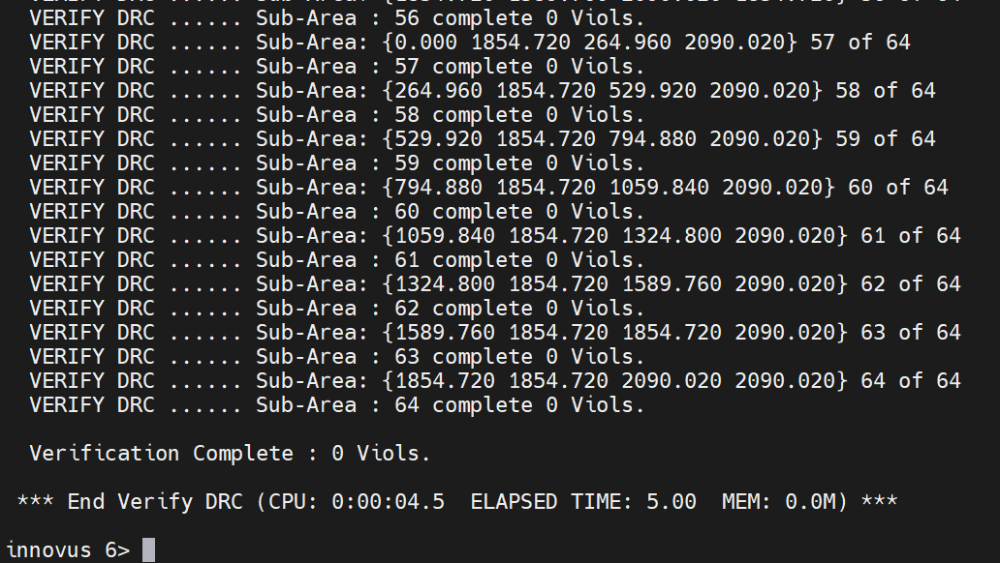 VERIFY DRC ...... Sub-Area : 56 complete 0 Viols.
VERIFY DRC ...... Sub-Area: {0.000 1854.720 264.960 2090.020} 57 of 64
VERIFY DRC ...... Sub-Area : 57 complete 0 Viols.
VERIFY DRC ...... Sub-Area: {264.960 1854.720 529.920 2090.020} 58 of 64
VERIFY DRC ...... Sub-Area : 58 complete 0 Viols.
VERIFY DRC ...... Sub-Area: {529.920 1854.720 794.880 2090.020} 59 of 64
VERIFY DRC ...... Sub-Area : 59 complete 0 Viols.
VERIFY DRC ...... Sub-Area: {794.880 1854.720 1059.840 2090.020} 60 of 64
VERIFY DRC ...... Sub-Area : 60 complete 0 Viols.
VERIFY DRC ...... Sub-Area: {1059.840 1854.720 1324.800 2090.020} 61 of 64
VERIFY DRC ...... Sub-Area : 61 complete 0 Viols.
VERIFY DRC ...... Sub-Area: {1324.800 1854.720 1589.760 2090.020} 62 of 64
VERIFY DRC ...... Sub-Area : 62 complete 0 Viols.
VERIFY DRC ...... Sub-Area: {1589.760 1854.720 1854.720 2090.020} 63 of 64
VERIFY DRC ...... Sub-Area : 63 complete 0 Viols.
VERIFY DRC ...... Sub-Area: {1854.720 1854.720 2090.020 2090.020} 64 of 64
VERIFY DRC ...... Sub-Area : 64 complete 0 Viols.
Verification Complete : 0 Viols.
*** End Verify DRC (CPU: 0:00:04.5  ELAPSED TIME: 5.00  MEM: 0.0M) ***
innovus 6>